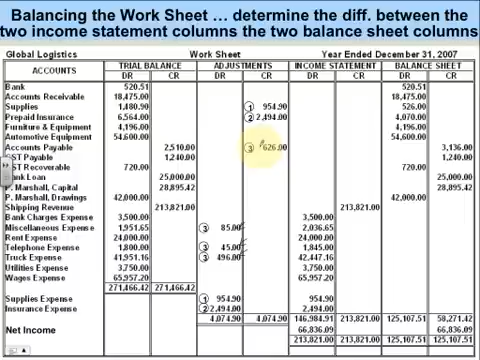 Balancing the Work Sheet … determine the diff. between the
two income statement columns the two balance sheet columns
Global Logistics Work Sheet Year Ended December 31, 2007
ACCOUNTS TRIAL BALANCE ADJUSTMENTS INCOME STATEMENT BALANCE SHEET
DR CR DR CR DR CR DR CR
Bank 520.51 520.51
Accounts Receivable 18,475.00 18,475.00
Supplies 1,480.90 1 954.90 526.00
Prepaid Insurance 6,564.00 2 2,494.00 4,070.00
Furniture & Equipment 4,196.00 4,196.00
Automotive Equipment 54,600.00 54,600.00
Accounts Payable 2,510.00 3 626.00 3,136.00
ST Payable 1,240.00 1,240.00
ST Recoverable 720.00 720.00
ank Loan 25,000.00 25,000.00
P. Marshall, Capital 28,895.42 28,895.42
P. Marshall, Drawings 42,000.00 42,000.00
Shipping Revenue 213,821.00 213,821.00
Bank Charges Expense 3,500.00 3,500.00
Miscellaneous Expense 1,951.65 3 85.00 2,036.65
Rent Expense 24,000.00 24,000.00
Telephone Expense 1,800.00 3 45.00 1,845.00
Truck Expense 41,951.16 3 496.00 42,447.16
Utilities Expense 3,750.00 3,750.00
Wages Expense 65,957.20 65,957.20
271,466.42 271,466.42
Supplies Expense 1 954.90 954.90
Insurance Expense 2 2,494.00 2,494.00
4,074.90 4,074.90 146,984.91 213,821.00 125,107.51 58,271.42
Net Income 66,836.09 66,836.09
213,821.00 213,821.00 125,107.51 125,107.51